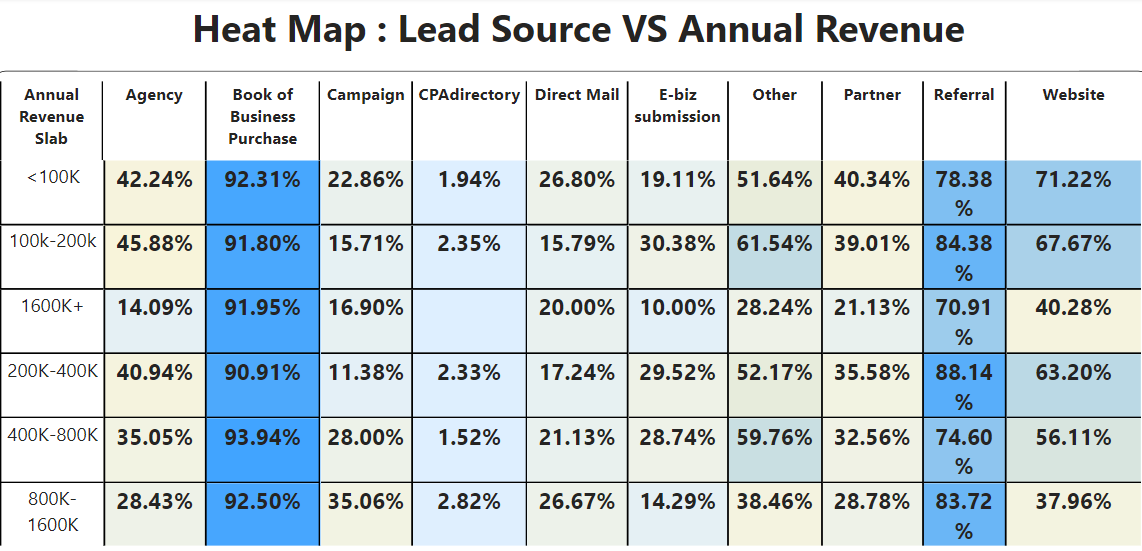 Heat Map : Lead Source VS Annual Revenue
Annual Revenue Slab Agency Book of Business Purchase Campaign CPAdirectory Direct Mail E-biz submission Other Partner Referral Website
<100K 42.24% 92.31% 22.86% 1.94% 26.80% 19.11% 51.64% 40.34% 78.38% 71.22%
100k-200k 45.88% 91.80% 15.71% 2.35% 15.79% 30.38% 61.54% 39.01% 84.38% 67.67%
1600K+ 14.09% 91.95% 16.90% 20.00% 10.00% 28.24% 21.13% 70.91% 40.28%
200K-400K 40.94% 90.91% 11.38% 2.33% 17.24% 29.52% 52.17% 35.58% 88.14% 63.20%
400K-800K 35.05% 93.94% 28.00% 1.52% 21.13% 28.74% 59.76% 32.56% 74.60% 56.11%
800K-1600K 28.43% 92.50% 35.06% 2.82% 26.67% 14.29% 38.46% 28.78% 83.72% 37.96%